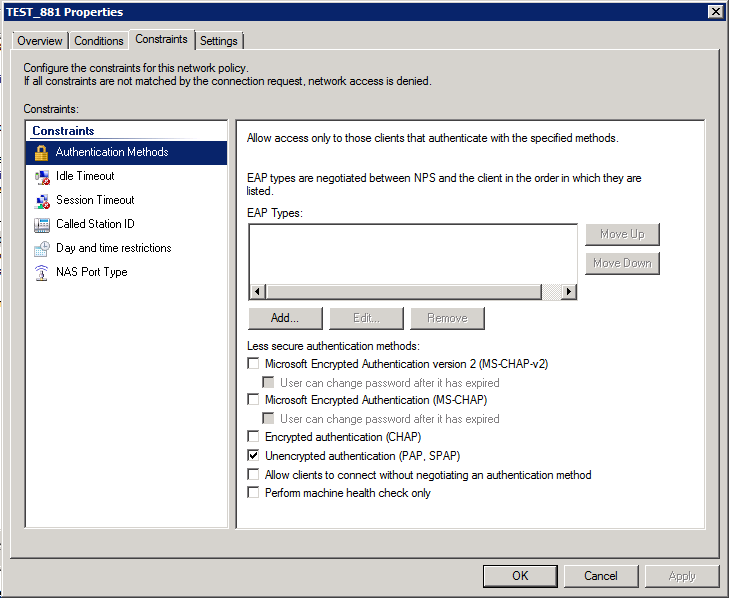 TEST_881 Properties
Overview
Conditions
Constraints
Settings
Configure the constraints for this network policy.
If all constraints are not matched by the connection request, network access is denied.
Constraints:
Constraints
Authentication Methods
Idle Timeout
Session Timeout
Called Station ID
Day and time restrictions
NAS Port Type
Allow access only to those clients that authenticate with the specified methods.
EAP types are negotiated between NPS and the client in the order in which they are
listed.
EAP Types:
Move Up
Move Down
Add...
Edit...
Remove
Less secure authentication methods:
Microsoft Encrypted Authentication version 2 (MS-CHAP-v2)
User can change password after it has expired
Microsoft Encrypted Authentication (MS-CHAP)
User can change password after it has expired
Encrypted authentication (CHAP)
Unencrypted authentication (PAP, SPAP)
Allow clients to connect without negotiating an authentication method
Perform machine health check only
OK
Cancel
Apply